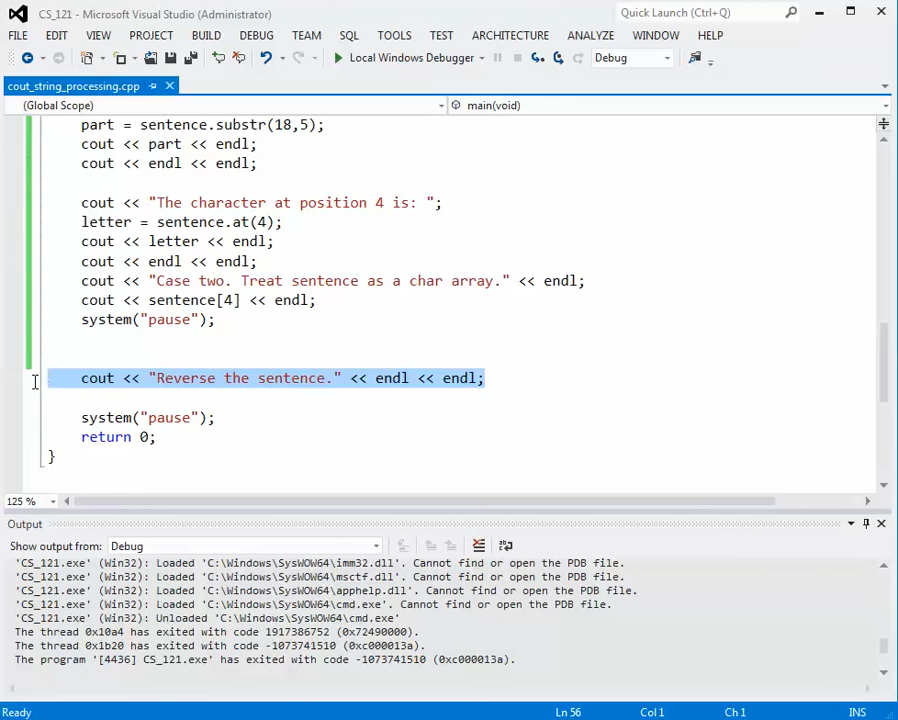 CS_121 - Microsoft Visual Studio (Administrator)
Quick Launch (Ctrl+Q)
FILE EDIT VIEW PROJECT BUILD DEBUG TEAM SQL TOOLS TEST ARCHITECTURE ANALYZE WINDOW HELP
Local Windows Debugger
Debug
cout_string_processing.cpp
(Global Scope)
main(void)
part = sentence.substr(18,5);
cout << part << endl;
cout << endl << endl;
cout << "The character at position 4 is: ";
letter = sentence.at(4);
cout << letter << endl;
cout << endl << endl;
cout << "Case two. Treat sentence as a char array." << endl;
cout << sentence[4] << endl;
system("pause");
cout << "Reverse the sentence." << endl << endl;
system("pause");
return 0;
}
125 %
Output
Show output from: Debug
'CS_121.exe' (Win32): Loaded 'C:\Windows\SysWOW64\imm32.dll'. Cannot find or open the PDB file.
'CS_121.exe' (Win32): Loaded 'C:\Windows\SysWOW64\msctf.dll'. Cannot find or open the PDB file.
'CS_121.exe' (Win32): Loaded 'C:\Windows\SysWOW64\apphelp.dll'. Cannot find or open the PDB file.
'CS_121.exe' (Win32): Loaded 'C:\Windows\SysWOW64\cmd.exe'. Cannot find or open the PDB file.
'CS_121.exe' (Win32): Unloaded 'C:\Windows\SysWOW64\cmd.exe'
The thread 0x10a4 has exited with code 1917386752 (0x72490000).
The thread 0x1b20 has exited with code -1073741510 (0xc000013a).
The program '[4436] CS_121.exe' has exited with code -1073741510 (0xc000013a).
Ready
Ln 56
Col 1
Ch 1
INS